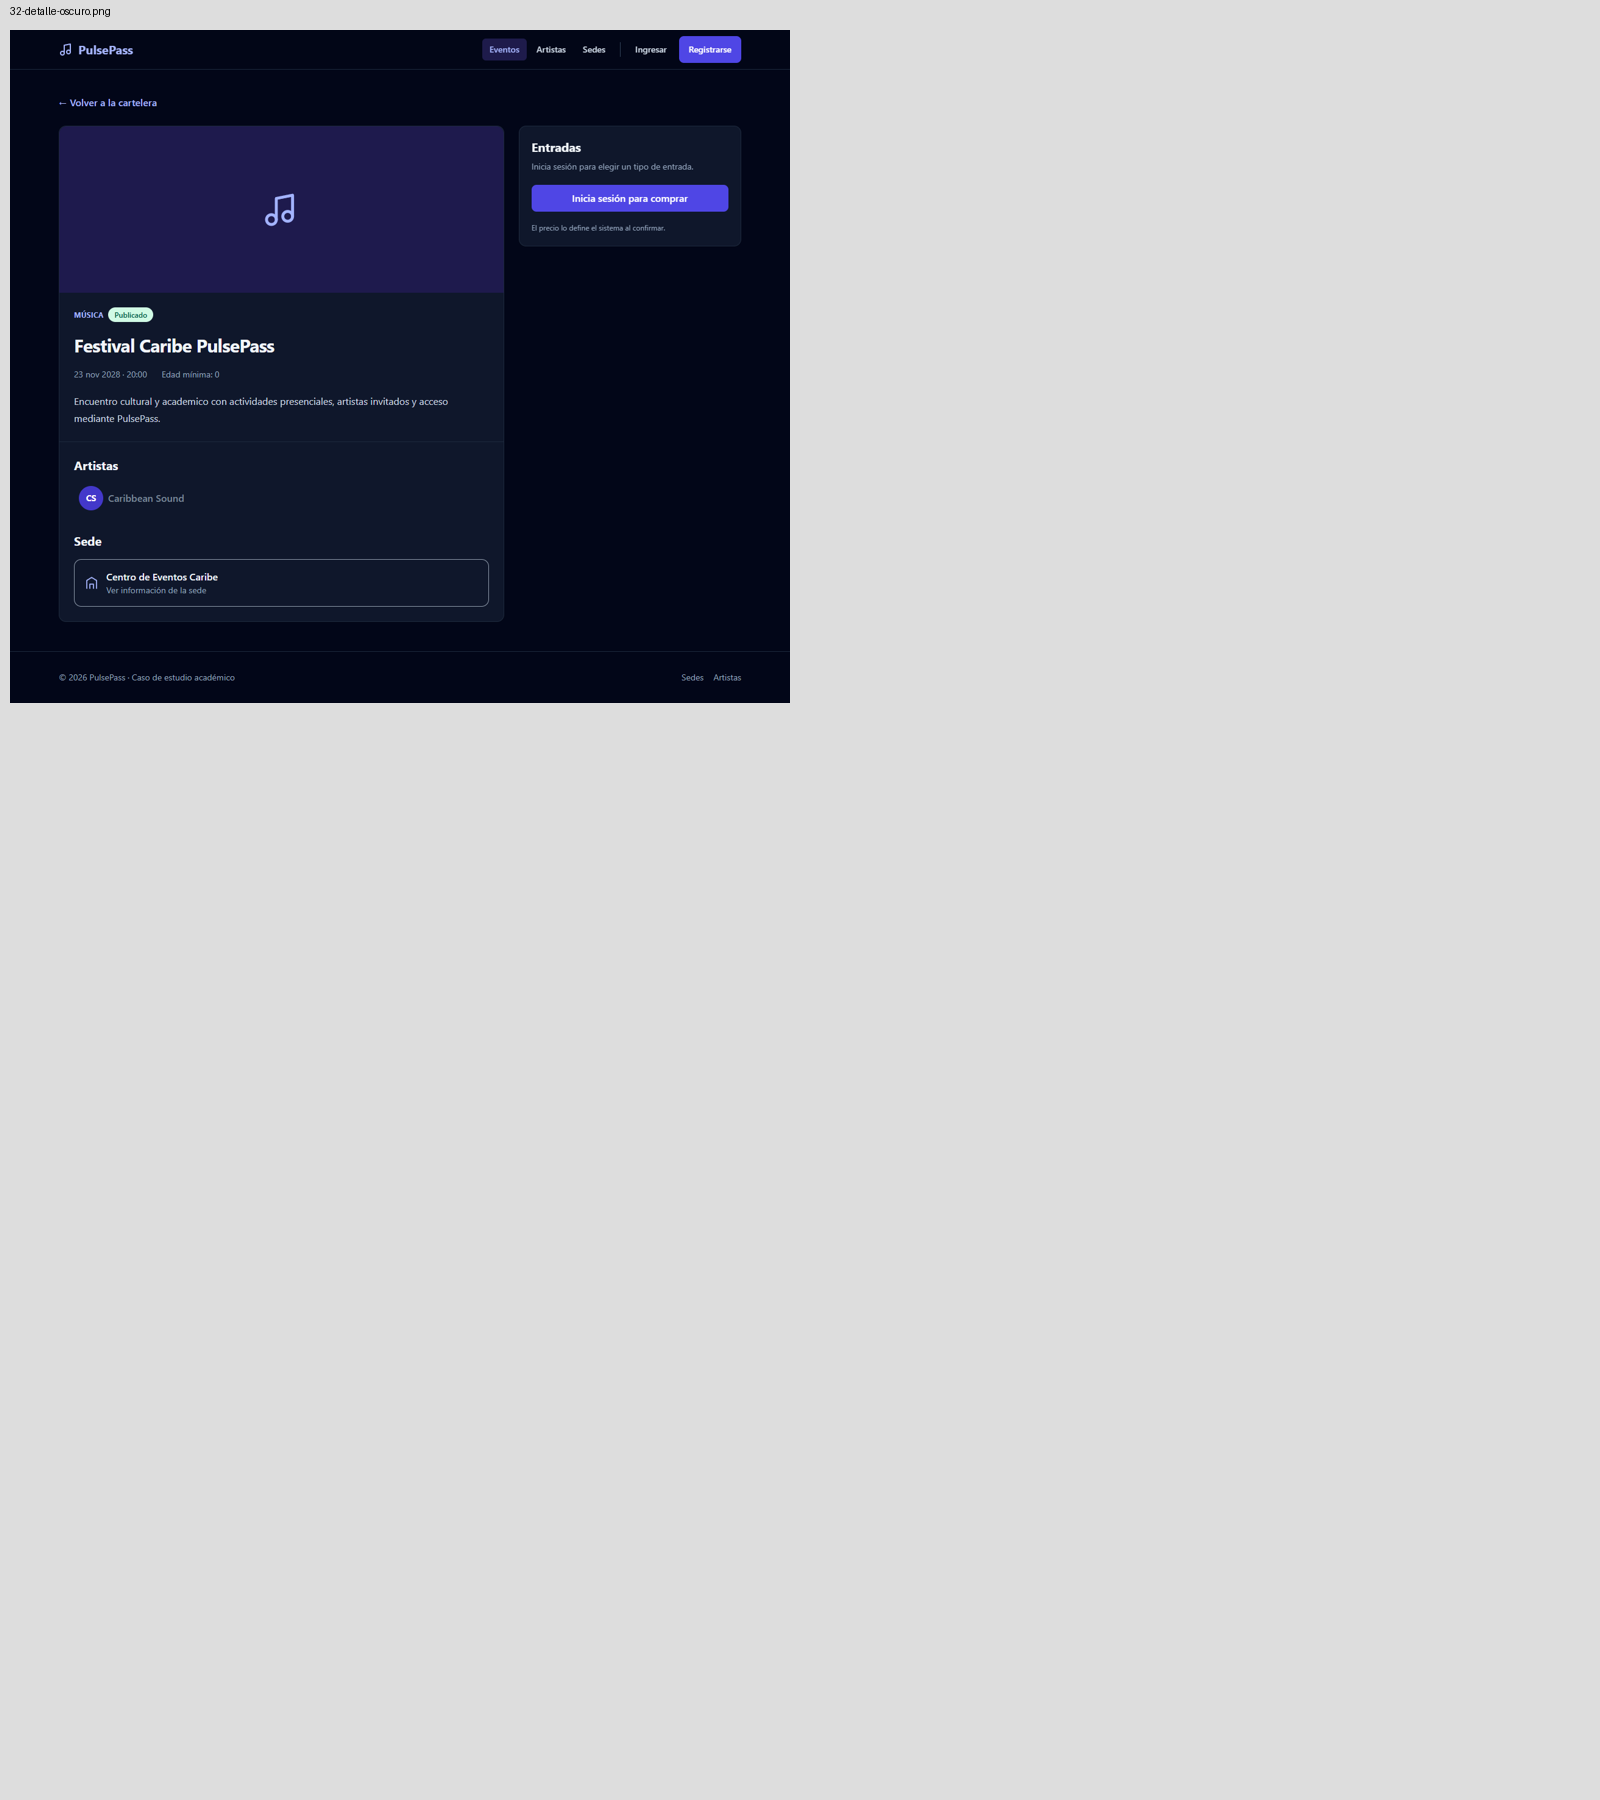 32-detalle-oscuro.png
PulsePass
Eventos
Artistas
Sedes
Ingresar
Registrarse
← Volver a la cartelera
MÚSICA
Publicado
Festival Caribe PulsePass
23 nov 2028 · 20:00
Edad mínima: 0
Encuentro cultural y academico con actividades presenciales, artistas invitados y acceso
mediante PulsePass.
Artistas
CS
Caribbean Sound
Sede
Centro de Eventos Caribe
Ver información de la sede
Entradas
Inicia sesión para elegir un tipo de entrada.
Inicia sesión para comprar
El precio lo define el sistema al confirmar.
© 2026 PulsePass · Caso de estudio académico
Sedes
Artistas